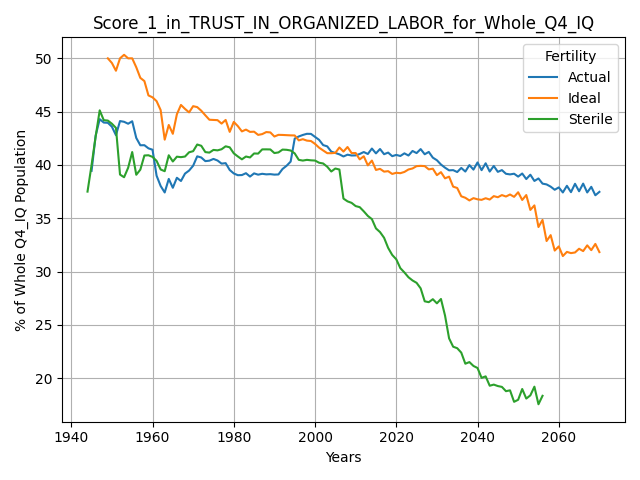 Score_1_in_TRUST_IN_ORGANIZED_LABOR_for_Whole_Q4_IQ
Fertility
Actual
Ideal
Sterile
% of Whole Q4_IQ Population
50
45
40
35
30
25
20
1940
1960
1980
2000
2020
2040
2060
Years